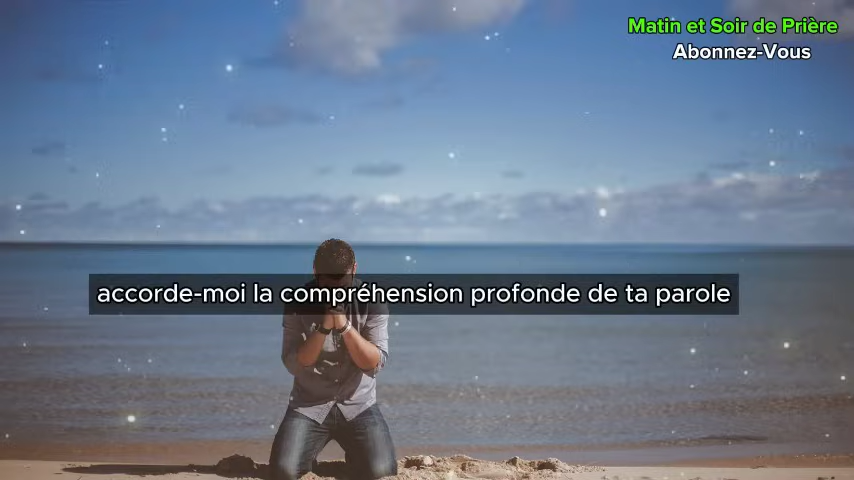 Matin et Soir de Prière
Abonnez-Vous
accorde-moi la compréhension profonde de ta parole